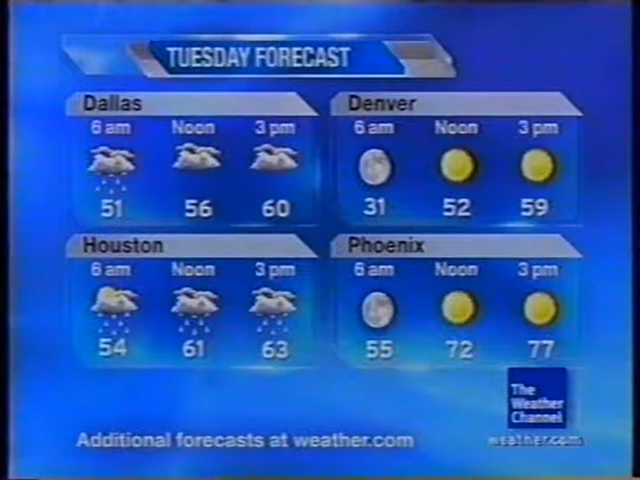 TUESDAY FORECAST
Dallas
6 am Noon 3 pm
51 56 60
Denver
6 am Noon 3 pm
31 52 59
Houston
6 am Noon 3 pm
54 61 63
Phoenix
6 am Noon 3 pm
55 72 77
The
Weather
Channel
weather.com
Additional forecasts at weather.com